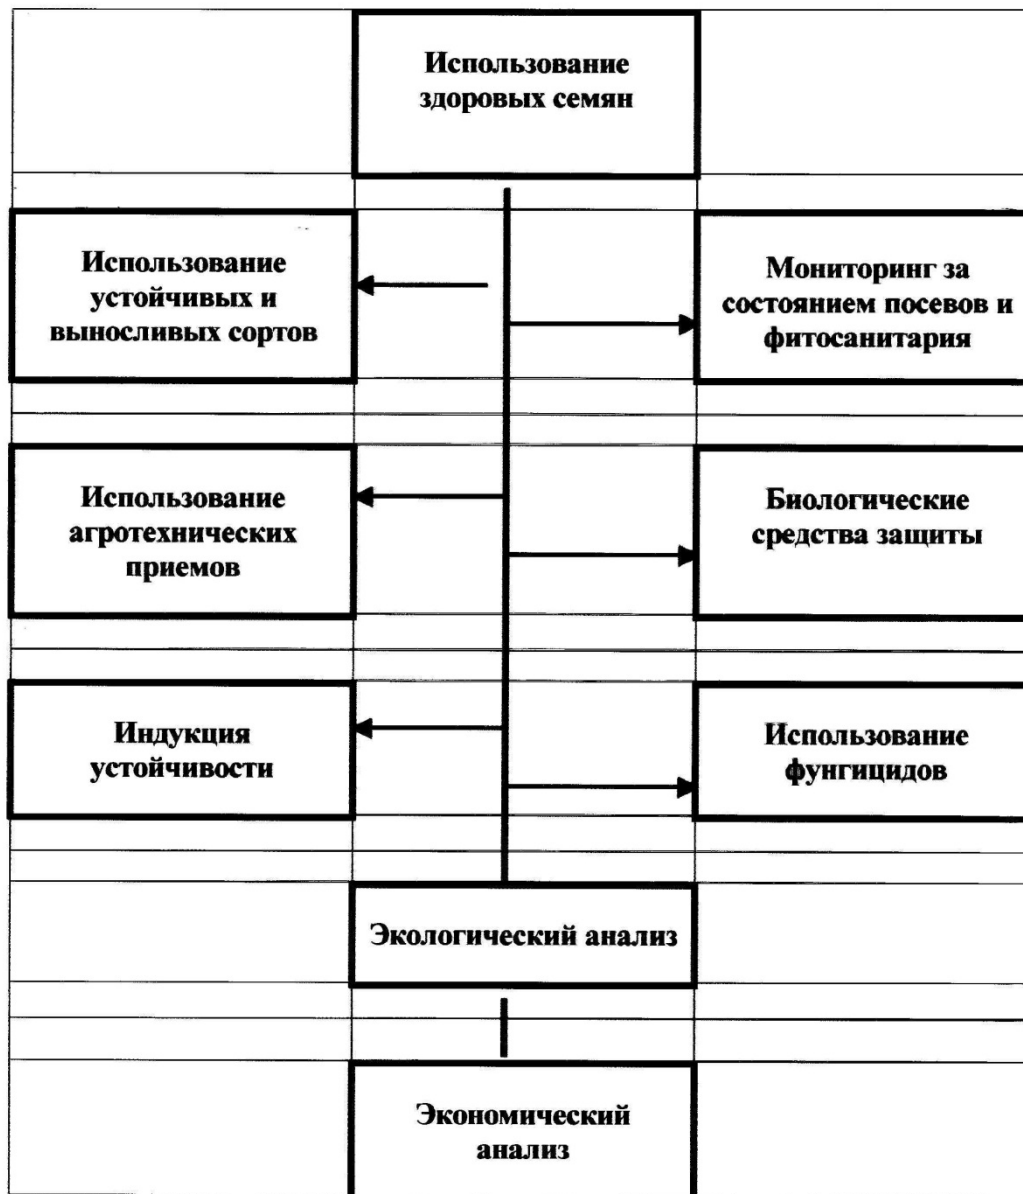 Использование
здоровых семян
Использование
устойчивых и
выносливых сортов
Мониторинг за
состоянием посевов и
фитосанитария
Использование
агротехнических
приемов
Биологические
средства защиты
Индукция
устойчивости
Использование
фунгицидов
Экологический анализ
Экономический
анализ